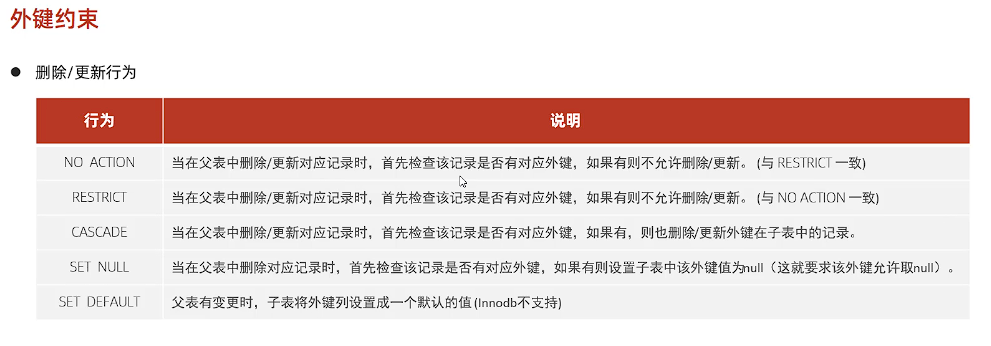 外键约束
● 删除/更新行为
行为 说明
NO ACTION 当在父表中删除/更新对应记录时，首先检查该记录是否有对应外键，如果有则不允许删除/更新。 (与 RESTRICT 一致)
RESTRICT 当在父表中删除/更新对应记录时，首先检查该记录是否有对应外键，如果有则不允许删除/更新。 (与 NO ACTION 一致)
CASCADE 当在父表中删除/更新对应记录时，首先检查该记录是否有对应外键，如果有，则也删除/更新外键在子表中的记录。
SET NULL 当在父表中删除对应记录时，首先检查该记录是否有对应外键，如果有则设置子表中该外键值为null（这就要求该外键允许取null）。
SET DEFAULT 父表有变更时，子表将外键列设置成一个默认的值 (Innodb不支持)